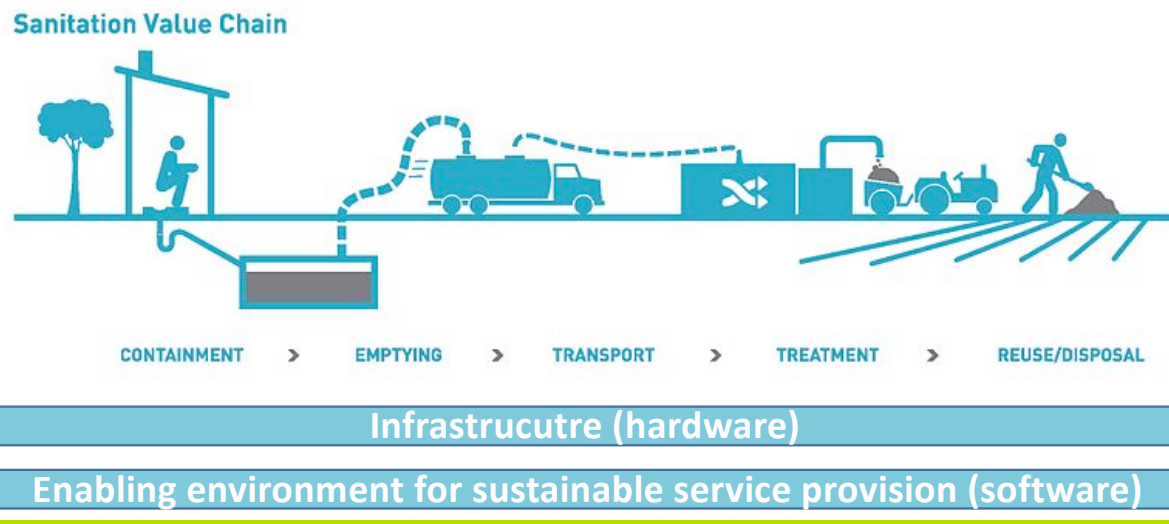 Sanitation Value Chain
CONTAINMENT > EMPTYING > TRANSPORT > TREATMENT > REUSE/DISPOSAL
Infrastrucutre (hardware)
Enabling environment for sustainable service provision (software)